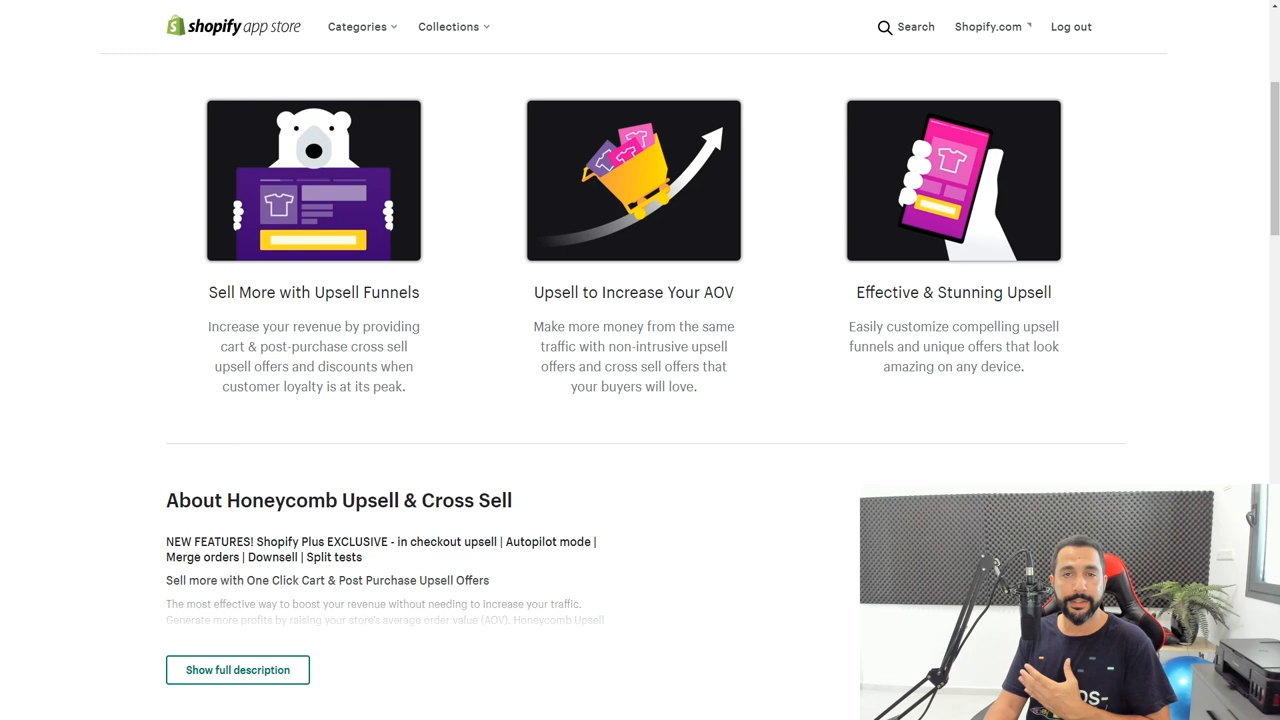 shopify app store
Categories
Collections
Search
Shopify.com
Log out
Sell More with Upsell Funnels
Increase your revenue by providing
cart & post-purchase cross sell
upsell offers and discounts when
customer loyalty is at its peak.
Upsell to Increase Your AOV
Make more money from the same
traffic with non-intrusive upsell
offers and cross sell offers that
your buyers will love.
Effective & Stunning Upsell
Easily customize compelling upsell
funnels and unique offers that look
amazing on any device.
About Honeycomb Upsell & Cross Sell
NEW FEATURES! Shopify Plus EXCLUSIVE - in checkout upsell | Autopilot mode |
Merge orders | Downsell | Split tests
Sell more with One Click Cart & Post Purchase Upsell Offers
The most effective way to boost your revenue without needing to increase your traffic.
Generate more profits by raising your store's average order value (AOV). Honeycomb Upsell
Show full description